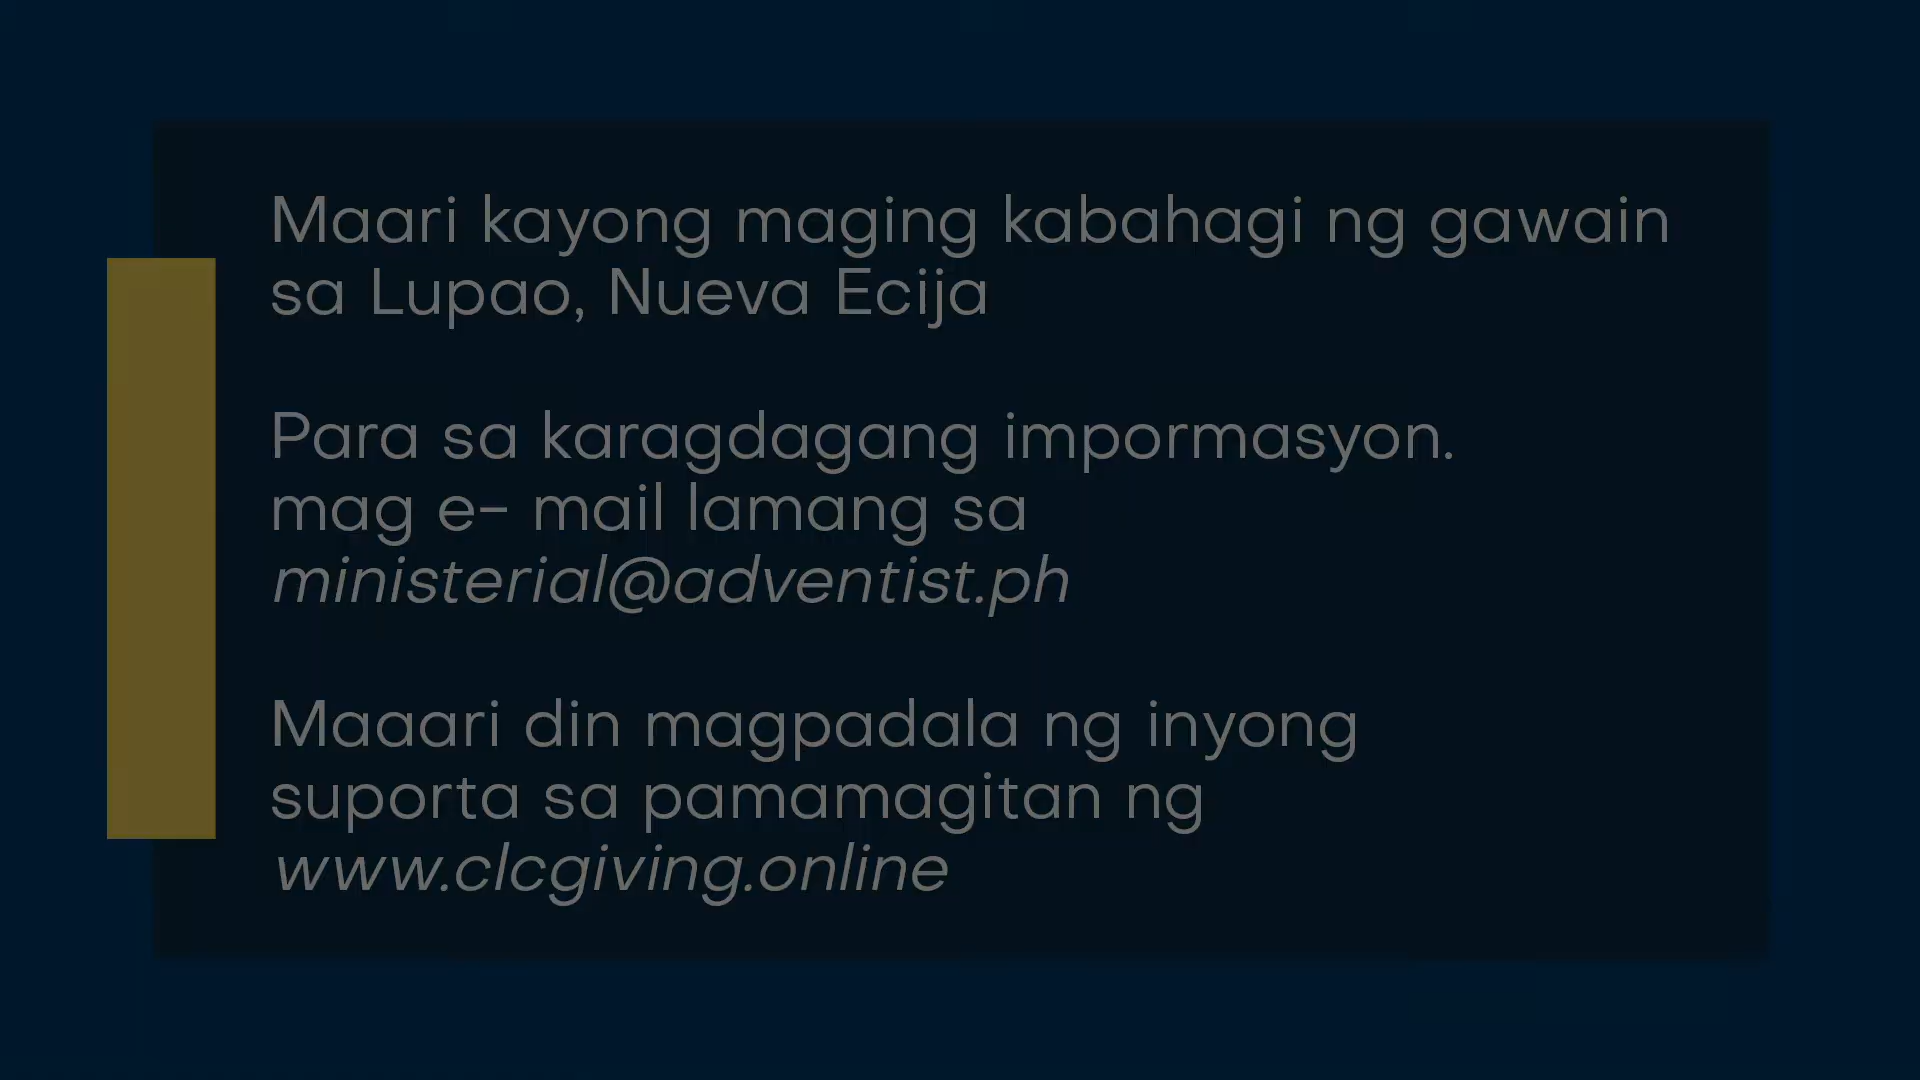 Maari kayong maging kabahagi ng gawain
sa Lupao, Nueva Ecija
Para sa karagdagang impormasyon.
mag e- mail lamang sa
ministerial@adventist.ph
Maaari din magpadala ng inyong
suporta sa pamamagitan ng
www.clcgiving.online